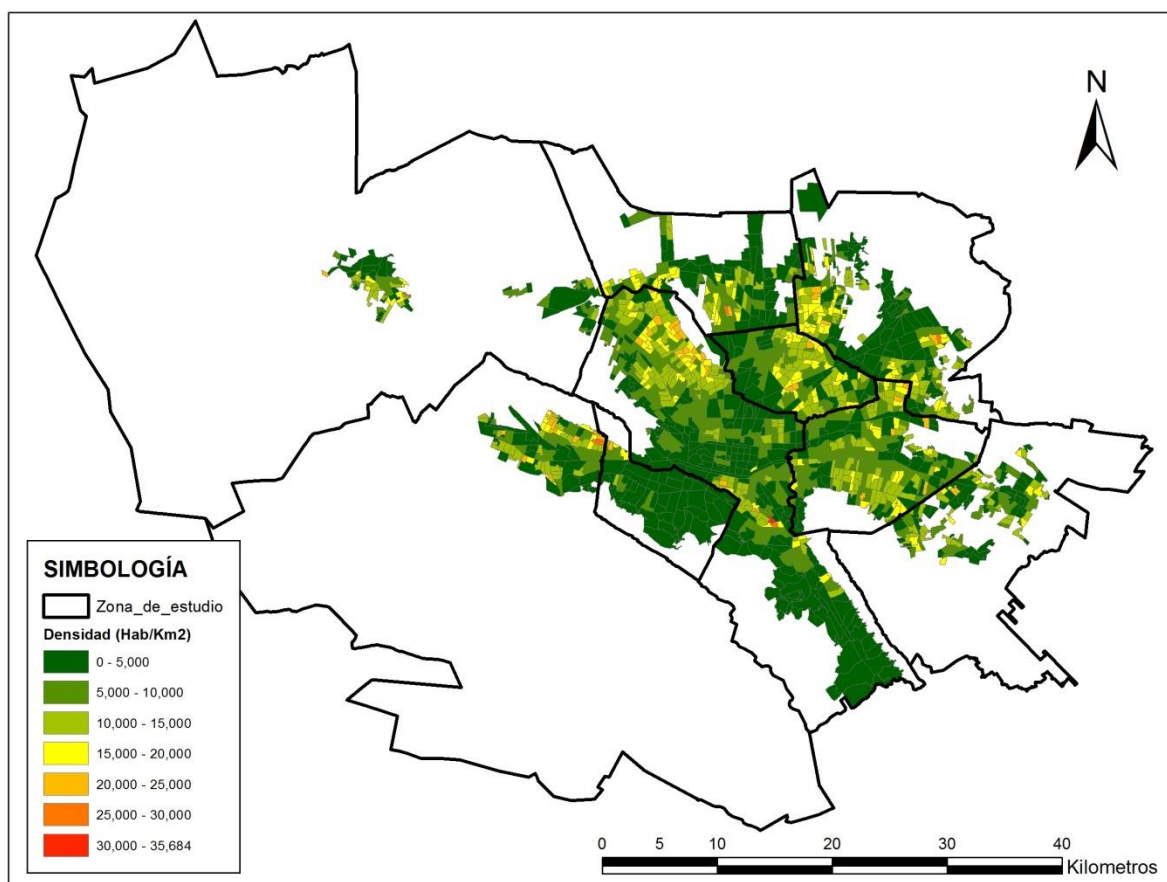 N
SIMBOLOGÍA
Zona_de_estudio
Densidad (Hab/Km2)
0 - 5,000
5,000 - 10,000
10,000 - 15,000
15,000 - 20,000
20,000 - 25,000
25,000 - 30,000
30,000 - 35,684
0 5 10 20 30 40
Kilometros